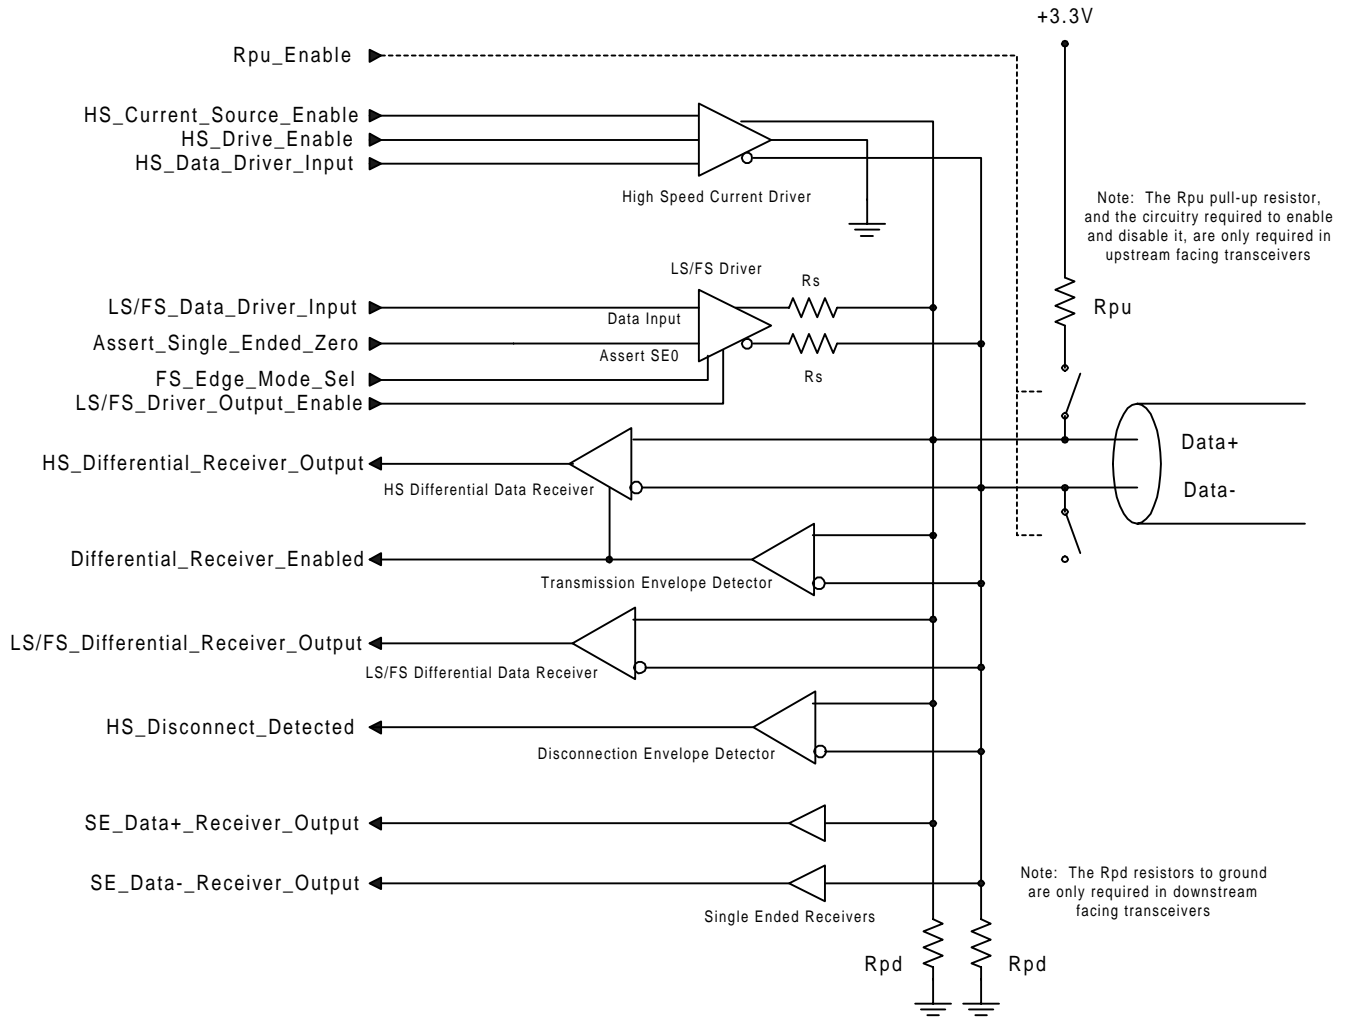 +3.3V
Rpu_Enable
HS_Current_Source_Enable
HS_Drive_Enable
HS_Data_Driver_Input
High Speed Current Driver
Note: The Rpu pull-up resistor,
and the circuitry required to enable
and disable it, are only required in
upstream facing transceivers
LS/FS Driver
Rs
LS/FS_Data_Driver_Input
Data Input
Rpu
Assert_Single_Ended_Zero
Assert SE0
Rs
FS_Edge_Mode_Sel
LS/FS_Driver_Output_Enable
Data+
HS_Differential_Receiver_Output
HS Differential Data Receiver
Data-
Differential_Receiver_Enabled
Transmission Envelope Detector
LS/FS_Differential_Receiver_Output
LS/FS Differential Data Receiver
HS_Disconnect_Detected
Disconnection Envelope Detector
SE_Data+_Receiver_Output
SE_Data-_Receiver_Output
Single Ended Receivers
Note: The Rpd resistors to ground
are only required in downstream
facing transceivers
Rpd
Rpd